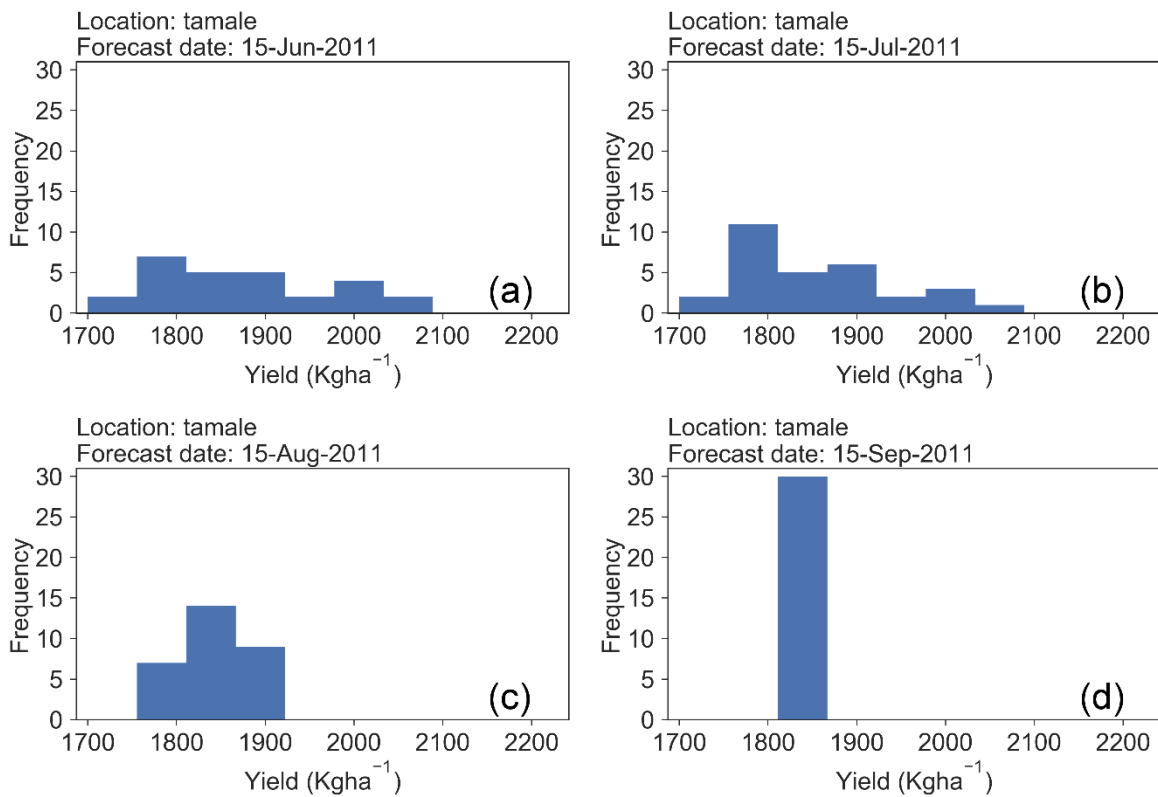 Location: tamale
Forecast date: 15-Jun-2011
30
25
20
15
10
5
0
Frequency
(a)
1700 1800 1900 2000 2100 2200
Yield (Kgha⁻¹)
Location: tamale
Forecast date: 15-Jul-2011
30
25
20
15
10
5
0
Frequency
(b)
1700 1800 1900 2000 2100 2200
Yield (Kgha⁻¹)
Location: tamale
Forecast date: 15-Aug-2011
30
25
20
15
10
5
0
Frequency
(c)
1700 1800 1900 2000 2100 2200
Yield (Kgha⁻¹)
Location: tamale
Forecast date: 15-Sep-2011
30
25
20
15
10
5
0
Frequency
(d)
1700 1800 1900 2000 2100 2200
Yield (Kgha⁻¹)